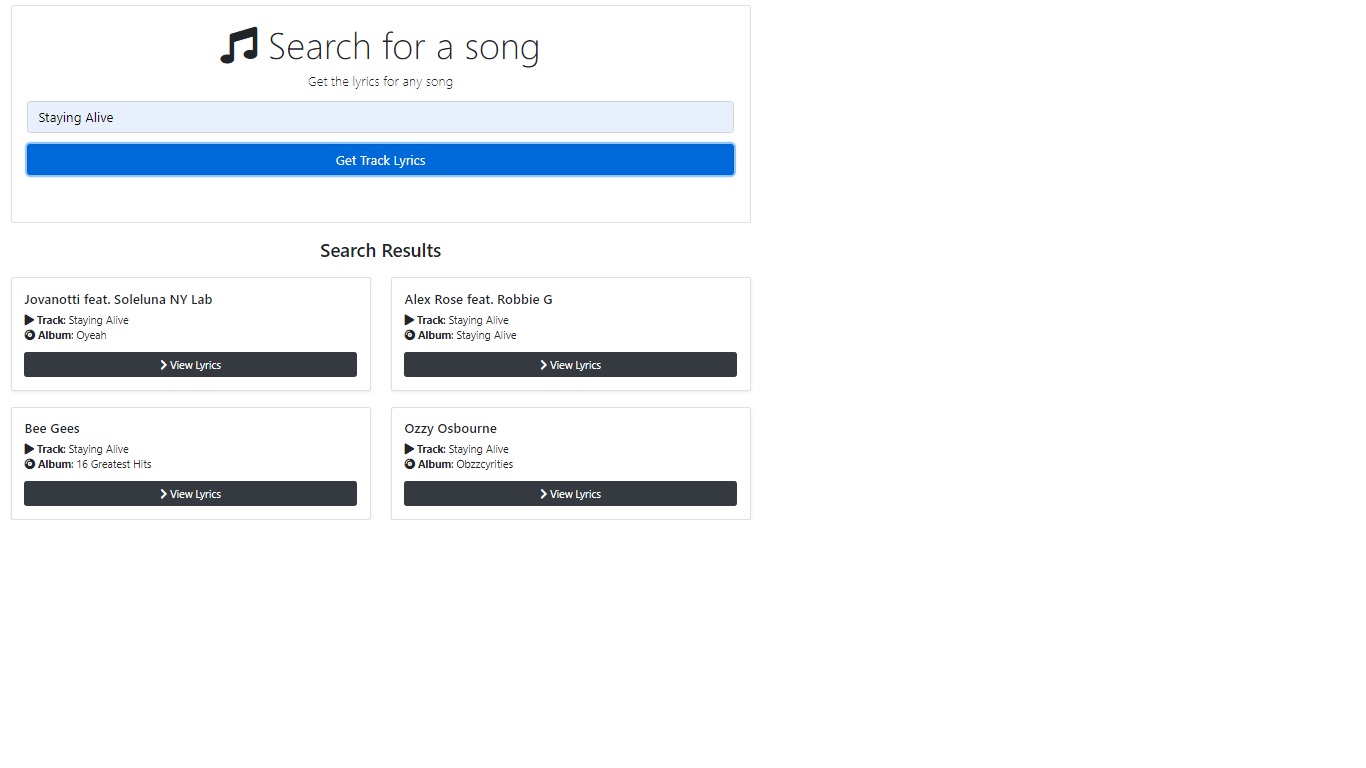 Search for a song
Get the lyrics for any song
Staying Alive
Get Track Lyrics
Search Results
Jovanotti feat. Soleluna NY Lab
Track: Staying Alive
Album: Oyeah
View Lyrics
Alex Rose feat. Robbie G
Track: Staying Alive
Album: Staying Alive
View Lyrics
Bee Gees
Track: Staying Alive
Album: 16 Greatest Hits
View Lyrics
Ozzy Osbourne
Track: Staying Alive
Album: Obzzcyrities
View Lyrics